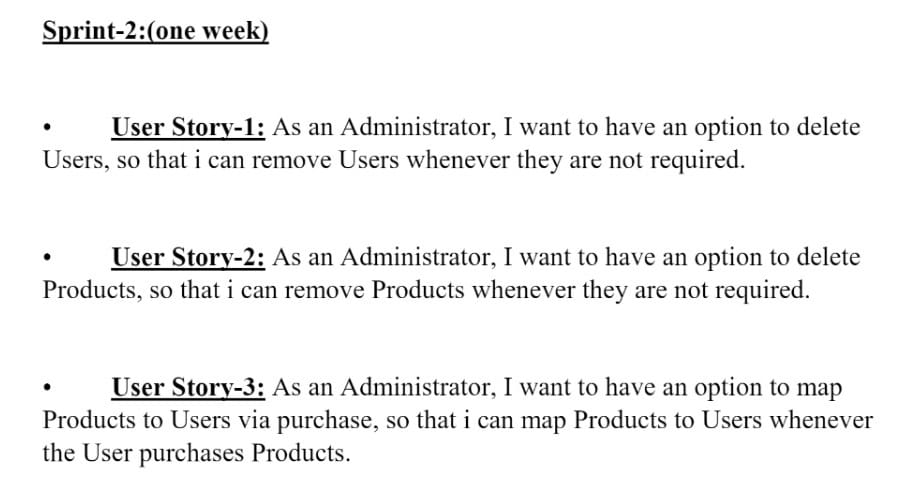 Sprint-2:(one week)
• User Story-1: As an Administrator, I want to have an option to delete
Users, so that i can remove Users whenever they are not required.
• User Story-2: As an Administrator, I want to have an option to delete
Products, so that i can remove Products whenever they are not required.
• User Story-3: As an Administrator, I want to have an option to map
Products to Users via purchase, so that i can map Products to Users whenever
the User purchases Products.